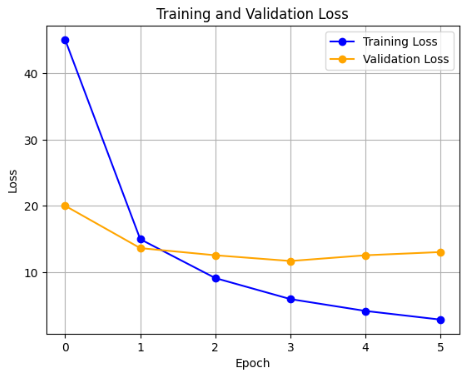 Training and Validation Loss
Training Loss
Validation Loss
Loss
40
30
20
10
0 1 2 3 4 5
Epoch